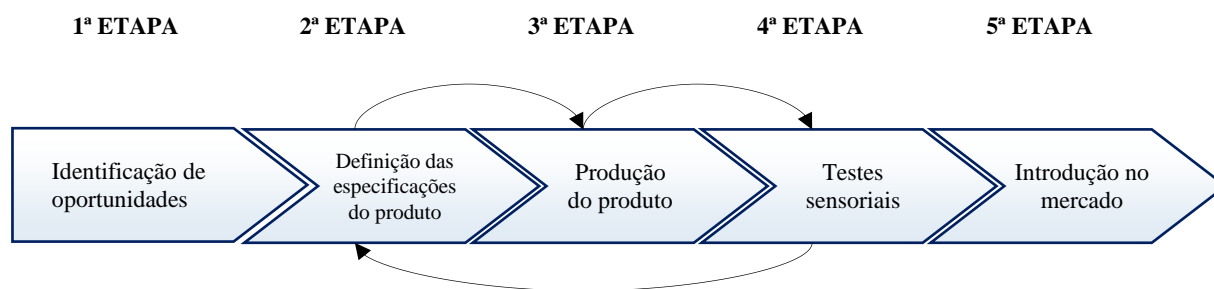 1ª ETAPA 2ª ETAPA 3ª ETAPA 4ª ETAPA 5ª ETAPA
Identificação de
oportunidades
Definição das
especificações
do produto
Produção
do produto
Testes
sensoriais
Introdução no
mercado